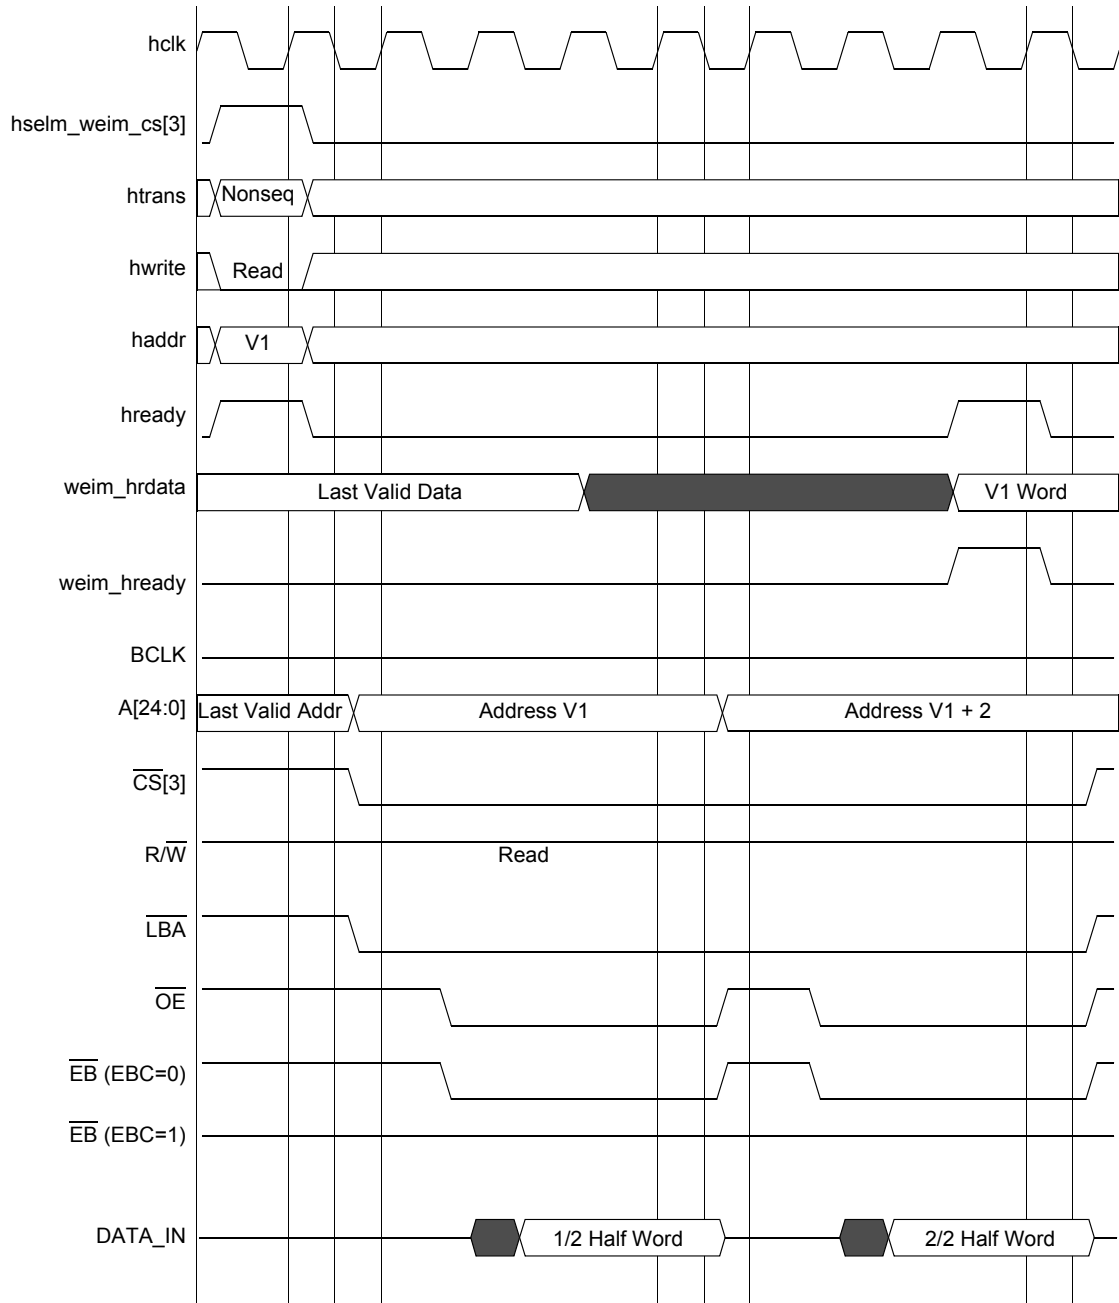 hclk
hselm_weim_cs[3]
htrans Nonseq
hwrite Read
haddr V1
hready
weim_hrdata Last Valid Data V1 Word
weim_hready
BCLK
A[24:0] Last Valid Addr Address V1 Address V1 + 2
CS[3]
R/W Read
LBA
OE
EB (EBC=0)
EB (EBC=1)
DATA_IN 1/2 Half Word 2/2 Half Word